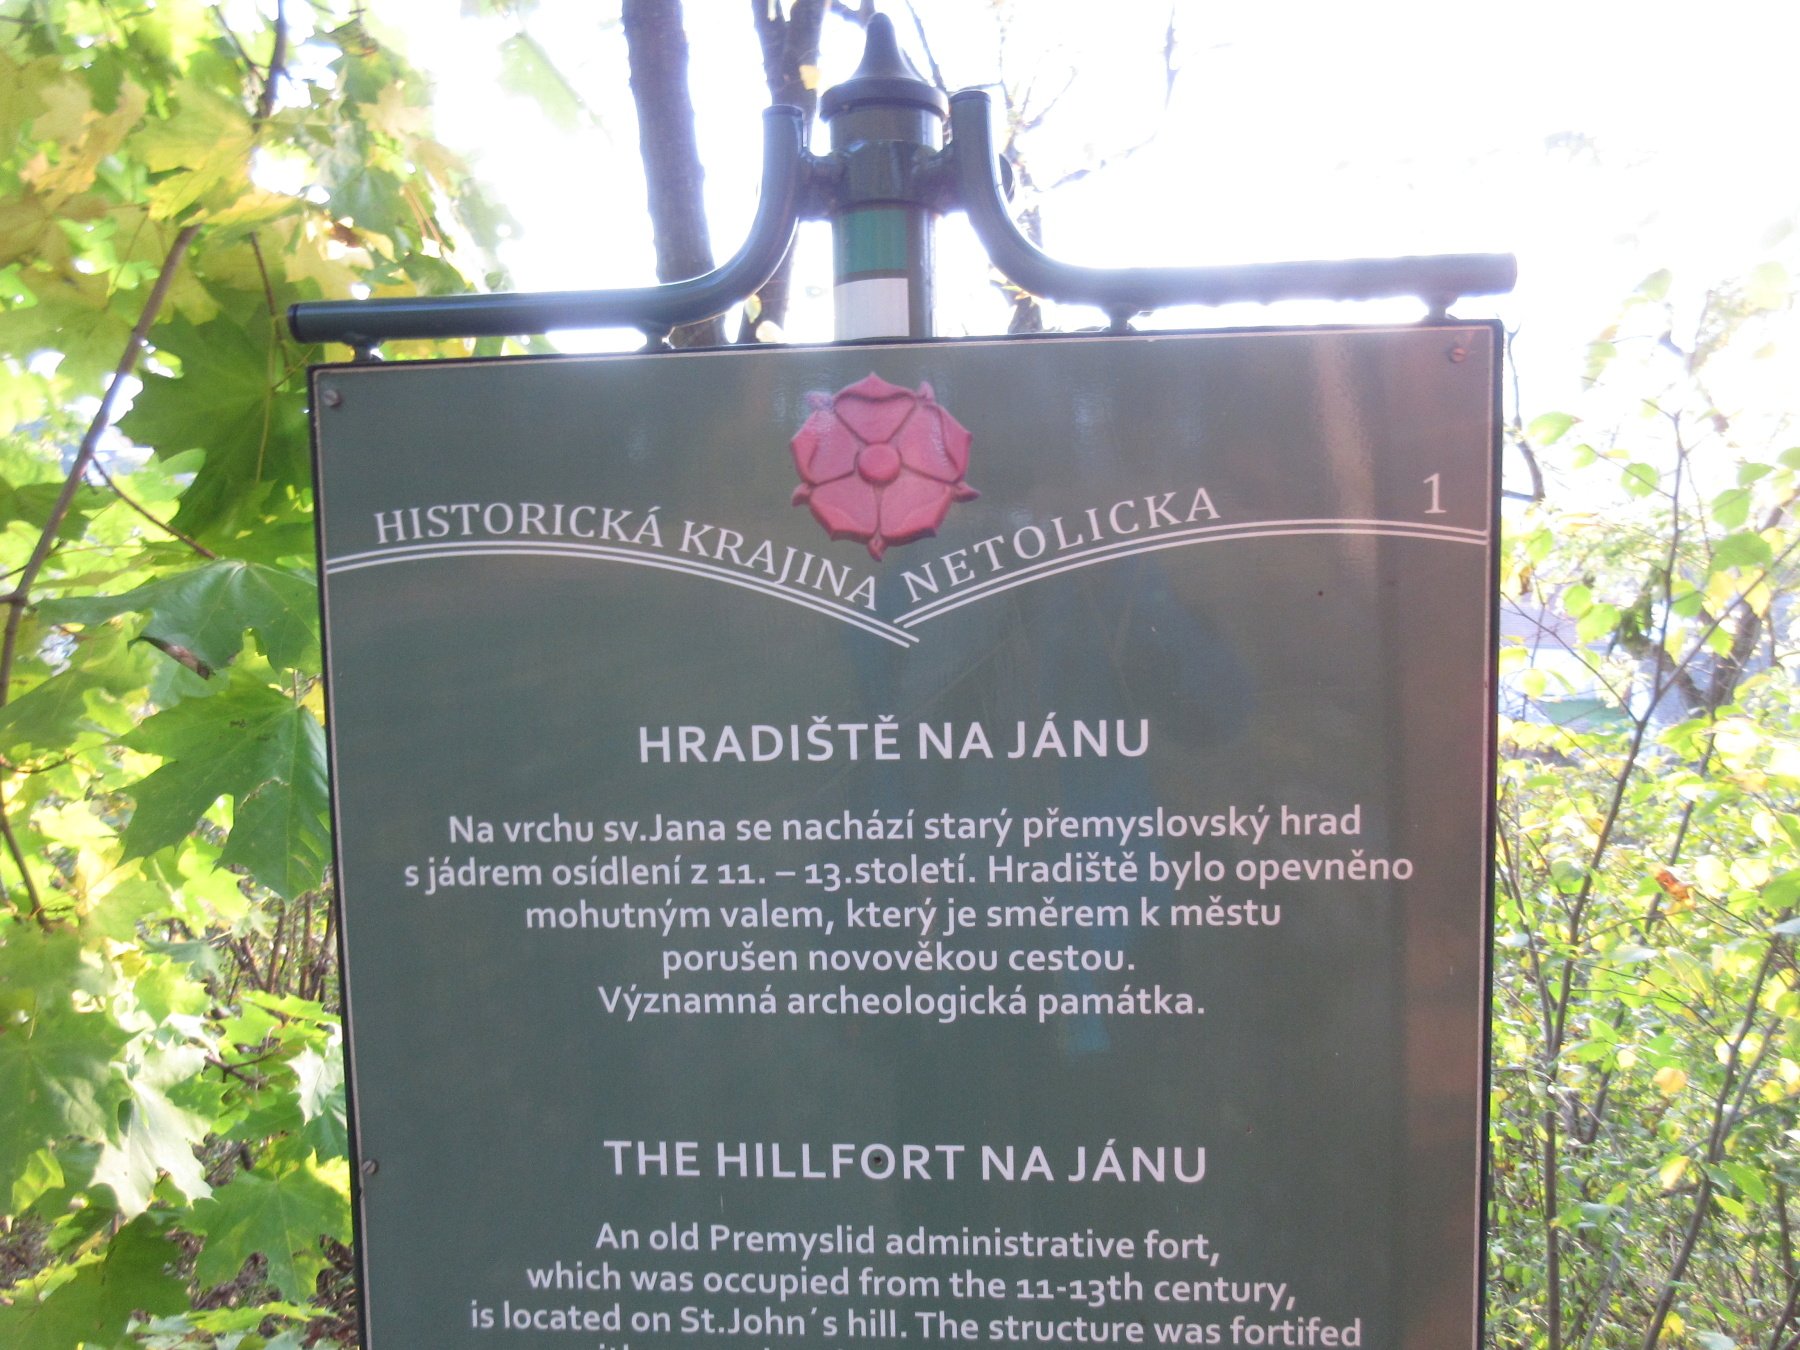 HISTORICKÁ KRAJINA NETOLICKA
1
HRADIŠTĚ NA JÁNU
Na vrchu sv.Jana se nachází starý přemyslovský hrad
s jádrem osídlení z 11. – 13.století. Hradiště bylo opevněno
mohutným valem, který je směrem k městu
porušen novověkou cestou.
Významná archeologická památka.
THE HILLFORT NA JÁNU
An old Premyslid administrative fort,
which was occupied from the 11-13th century,
is located on St.John´s hill. The structure was fortifed